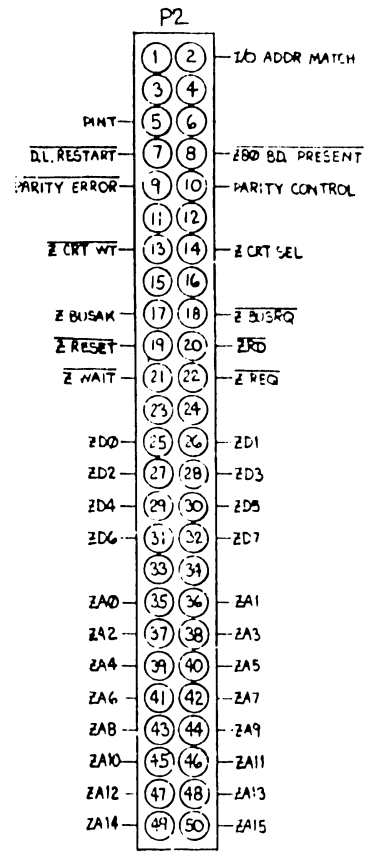 P2
1 2 I/O ADDR MATCH
3 4
PINT 5 6
D.L. RESTART 7 8 Z80 BD. PRESENT
PARITY ERROR 9 10 PARITY CONTROL
11 12
Z CRT WT 13 14 Z CRT SEL
15 16
Z BUSAK 17 18 Z BUSRQ
Z RESET 19 20 ZRD
Z WAIT 21 22 Z REQ
23 24
ZD0 25 26 ZD1
ZD2 27 28 ZD3
ZD4 29 30 ZD5
ZD6 31 32 ZD7
33 34
ZA0 35 36 ZA1
ZA2 37 38 ZA3
ZA4 39 40 ZA5
ZA6 41 42 ZA7
ZA8 43 44 ZA9
ZA10 45 46 ZA11
ZA12 47 48 ZA13
ZA14 49 50 ZA15